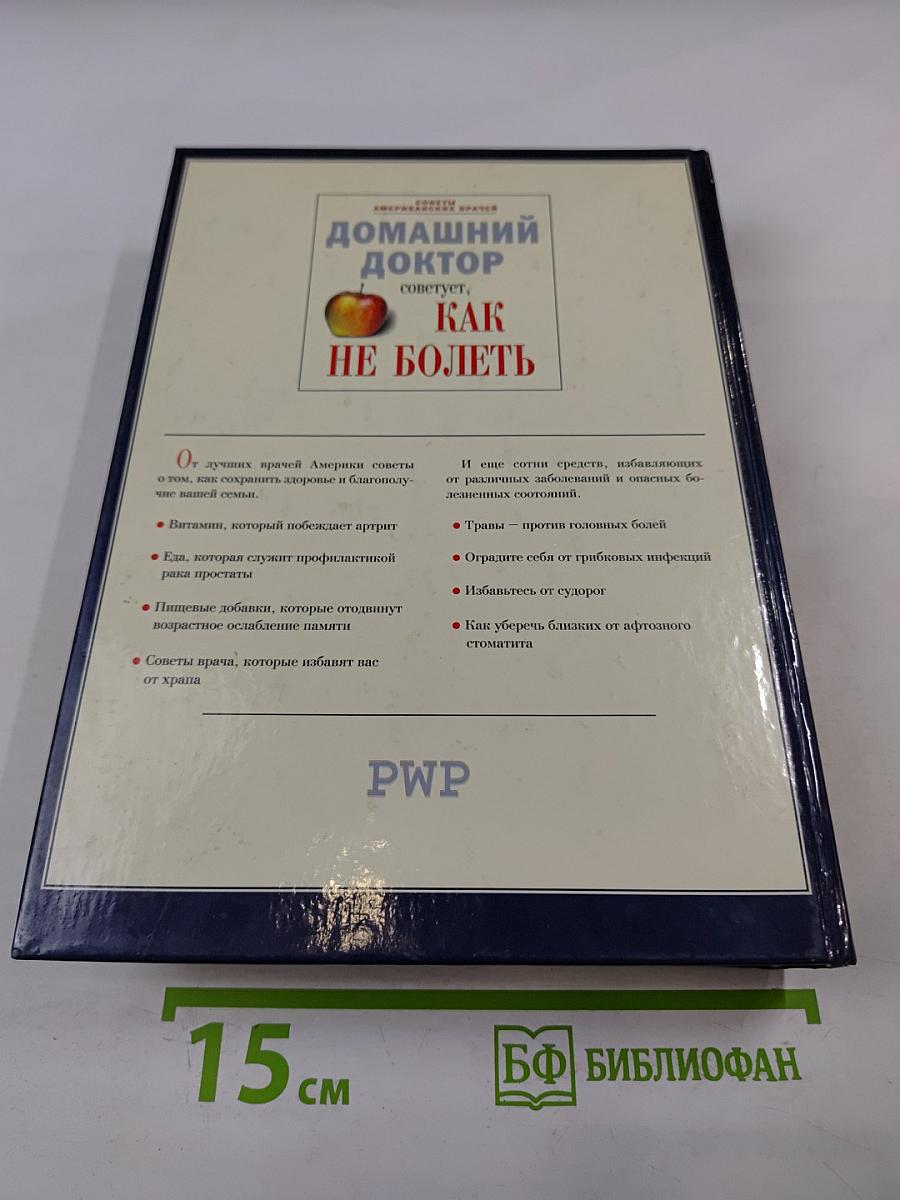 СОВЕТЫ
АМЕРИКАНСКИХ ВРАЧЕЙ
ДОМАШНИЙ
ДОКТОР
советует,
КАК
НЕ БОЛЕТЬ
От лучших врачей Америки советы
о том, как сохранить здоровье и благополу-
чие вашей семьи.
• Витамин, который побеждает артрит
• Еда, которая служит профилактикой
рака простаты
• Пищевые добавки, которые отодвинут
возрастное ослабление памяти
• Советы врача, которые избавят вас
от храпа
И еще сотни средств, избавляющих
от различных заболеваний и опасных бо-
лезненных соотояний.
• Травы – против головных болей
• Оградите себя от грибковых инфекций
• Избавьтесь от судорог
• Как уберечь близких от афтозного
стоматита
PWP
15 см
БФ БИБЛИОФАН